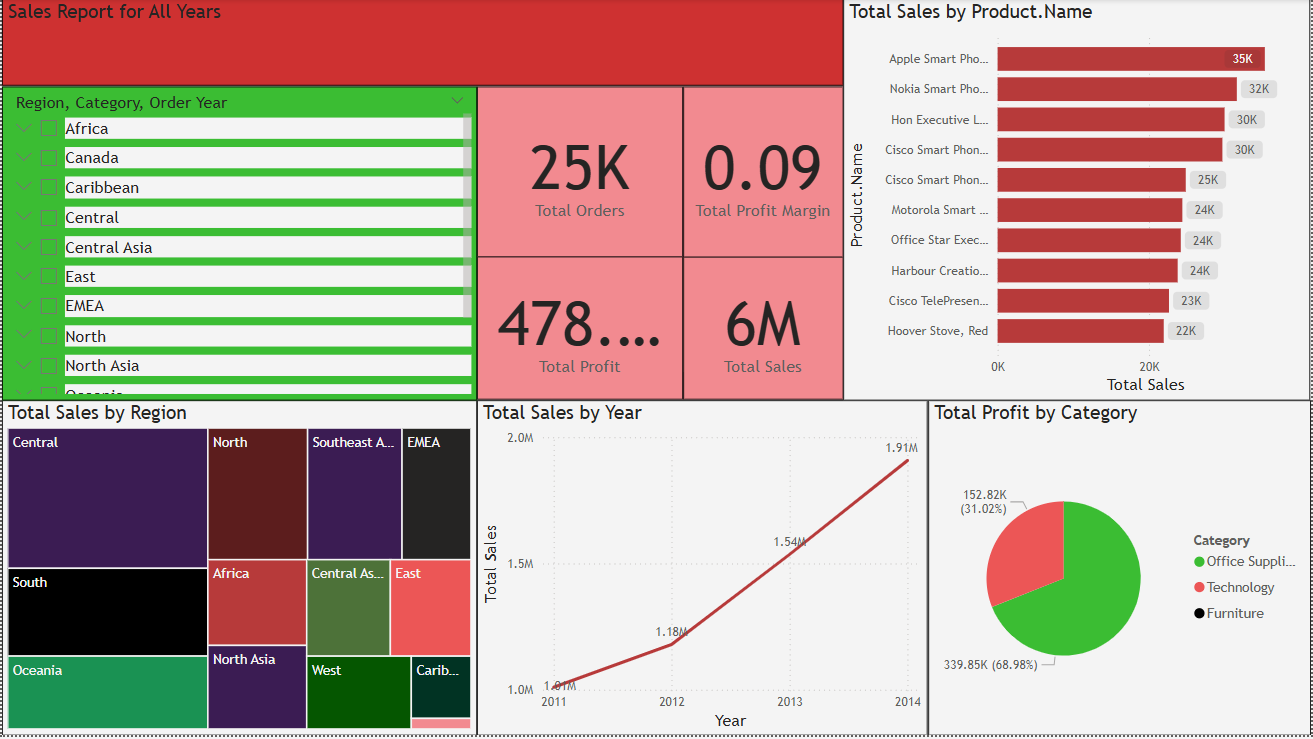 Sales Report for All Years
Region, Category, Order Year
Africa
Canada
Caribbean
Central
Central Asia
East
EMEA
North
North Asia
Oceania
25K
Total Orders
0.09
Total Profit Margin
478....
Total Profit
6M
Total Sales
Total Sales by Product.Name
Product.Name
Apple Smart Pho... 35K
Nokia Smart Pho... 32K
Hon Executive L... 30K
Cisco Smart Phon... 30K
Cisco Smart Phon... 25K
Motorola Smart ... 24K
Office Star Exec... 24K
Harbour Creatio... 24K
Cisco TelePresen... 23K
Hoover Stove, Red 22K
0K 20K
Total Sales
Total Sales by Region
Central
North
Southeast A...
EMEA
South
Africa
Central As...
East
Oceania
North Asia
West
Carib...
Total Sales by Year
Total Sales
2.0M
1.5M
1.0M
1.01M
1.18M
1.54M
1.91M
2011 2012 2013 2014
Year
Total Profit by Category
152.82K
(31.02%)
339.85K (68.98%)
Category
Office Suppli...
Technology
Furniture